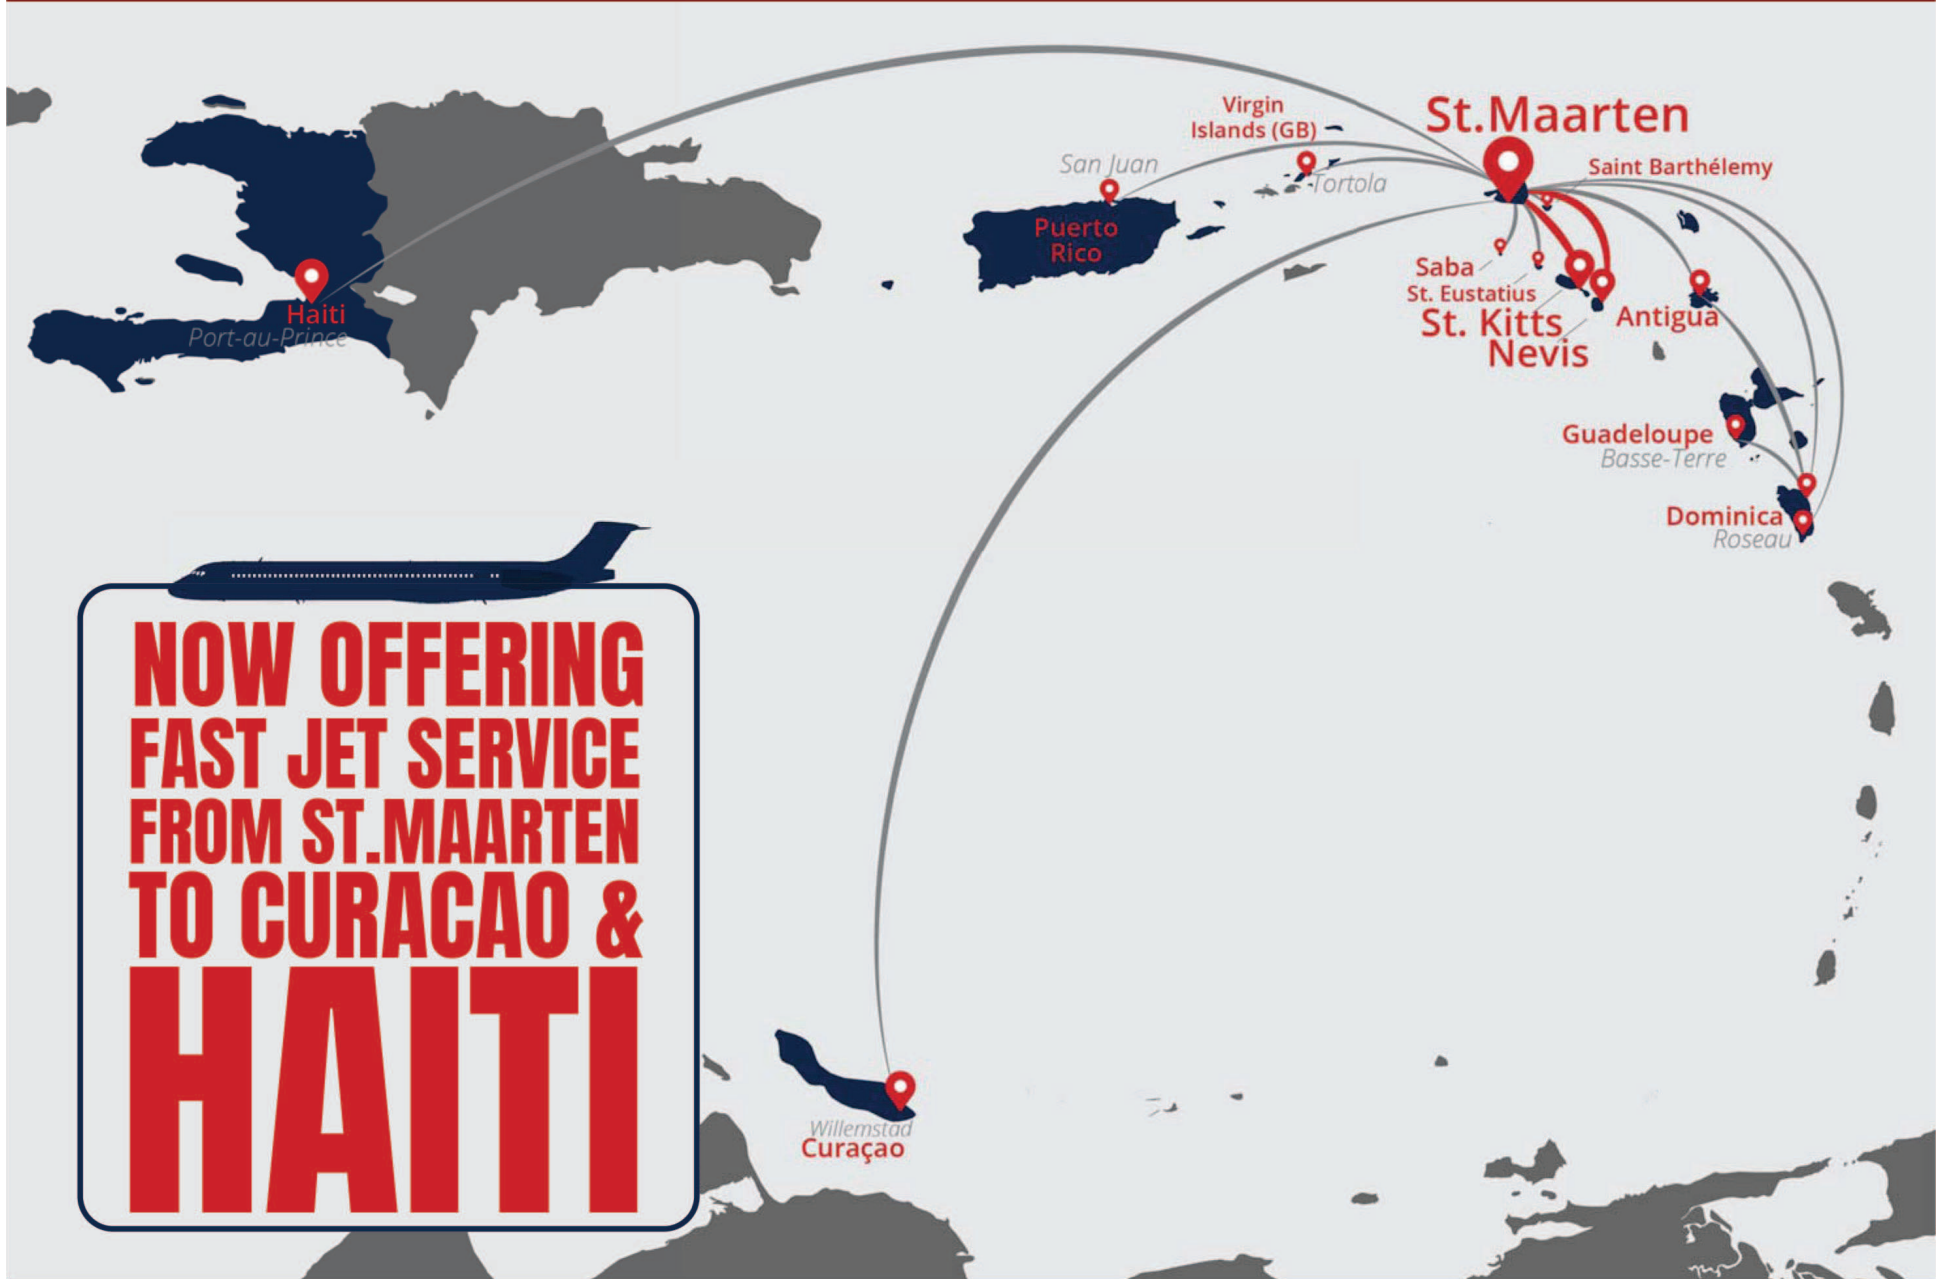 Virgin
Islands (GB)
St.Maarten
San Juan
Tortola
Saint Barthélemy
Puerto
Rico
Haiti
Port-au-Prince
Saba
St. Eustatius
St. Kitts
Nevis
Antigua
Guadeloupe
Basse-Terre
Dominica
Roseau
NOW OFFERING
FAST JET SERVICE
FROM ST.MAARTEN
TO CURACAO &
HAITI
Willemstad
Curaçao